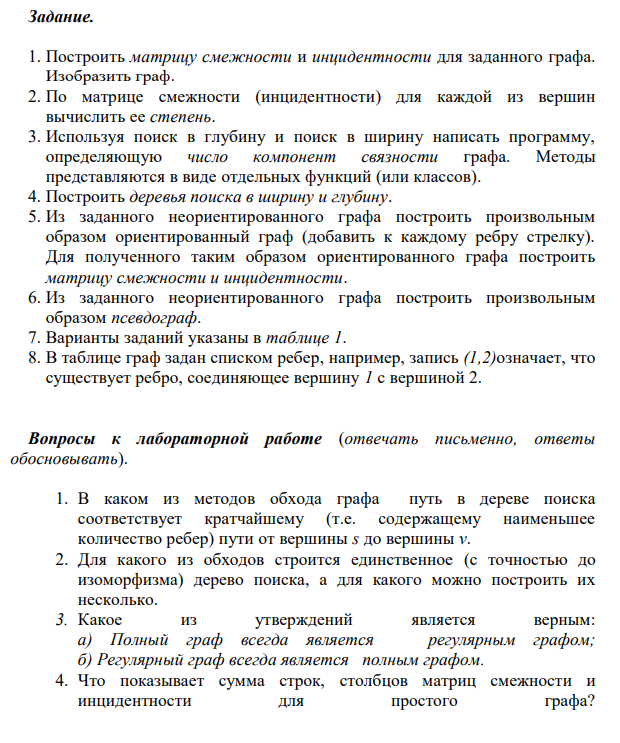 Задание.
1. Построить матрицу смежности и инцидентности для заданного графа.
Изобразить граф.
2. По матрице смежности (инцидентности) для каждой из вершин
вычислить ее степень.
3. Используя поиск в глубину и поиск в ширину написать программу,
определяющую число компонент связности графа. Методы
представляются в виде отдельных функций (или классов).
4. Построить деревья поиска в ширину и глубину.
5. Из заданного неориентированного графа построить произвольным
образом ориентированный граф (добавить к каждому ребру стрелку).
Для полученного таким образом ориентированного графа построить
матрицу смежности и инцидентности.
6. Из заданного неориентированного графа построить произвольным
образом псевдограф.
7. Варианты заданий указаны в таблице 1.
8. В таблице граф задан списком ребер, например, запись (1,2)означает, что
существует ребро, соединяющее вершину 1 с вершиной 2.
Вопросы к лабораторной работе (отвечать письменно, ответы
обосновывать).
1. В каком из методов обхода графа путь в дереве поиска
соответствует кратчайшему (т.е. содержащему наименьшее
количество ребер) пути от вершины s до вершины v.
2. Для какого из обходов строится единственное (с точностью до
изоморфизма) дерево поиска, а для какого можно построить их
несколько.
3. Какое из утверждений является верным:
а) Полный граф всегда является регулярным графом;
б) Регулярный граф всегда является полным графом.
4. Что показывает сумма строк, столбцов матриц смежности и
инцидентности для простого графа?